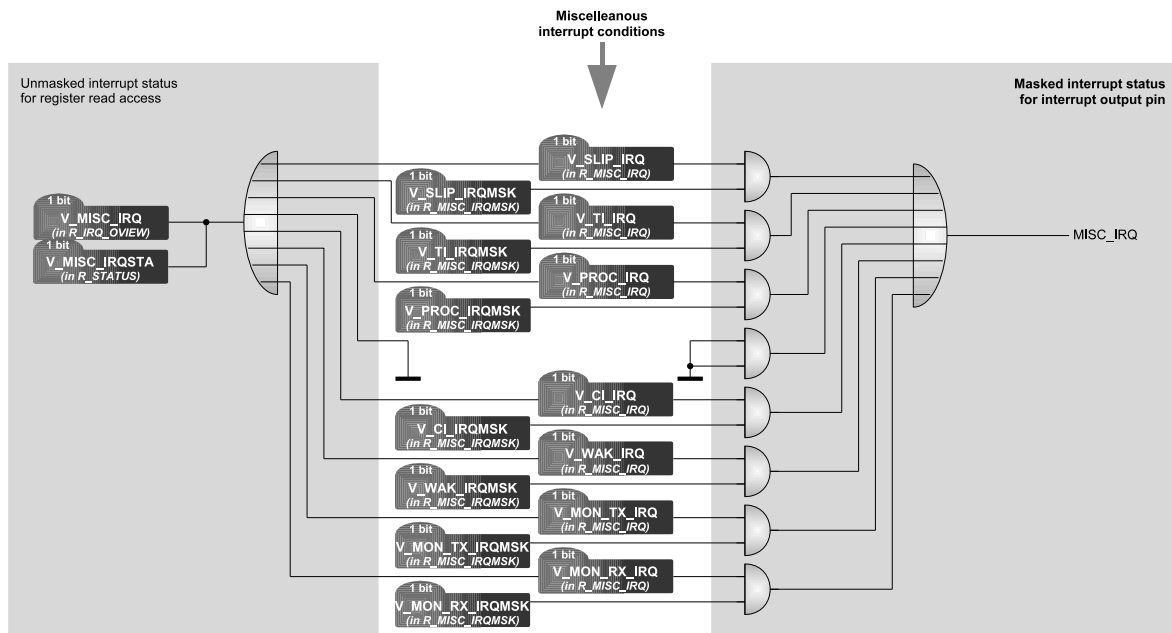 Miscelleanous
interrupt conditions
Unmasked interrupt status
for register read access
Masked interrupt status
for interrupt output pin
1 bit
V_SLIP_IRQ
(in R_MISC_IRQ)
1 bit
V_SLIP_IRQMSK
(in R_MISC_IRQMSK)
1 bit
V_MISC_IRQ
(in R_IRQ_OVIEW)
1 bit
V_MISC_IRQSTA
(in R_STATUS)
1 bit
V_TI_IRQ
(in R_MISC_IRQ)
MISC_IRQ
1 bit
V_TI_IRQMSK
(in R_MISC_IRQMSK)
1 bit
V_PROC_IRQ
(in R_MISC_IRQ)
1 bit
V_PROC_IRQMSK
(in R_MISC_IRQMSK)
1 bit
V_CI_IRQ
(in R_MISC_IRQ)
1 bit
V_CI_IRQMSK
(in R_MISC_IRQMSK)
1 bit
V_WAK_IRQ
(in R_MISC_IRQ)
1 bit
V_WAK_IRQMSK
(in R_MISC_IRQMSK)
1 bit
V_MON_TX_IRQ
(in R_MISC_IRQ)
1 bit
V_MON_TX_IRQMSK
(in R_MISC_IRQMSK)
1 bit
V_MON_RX_IRQ
(in R_MISC_IRQ)
1 bit
V_MON_RX_IRQMSK
(in R_MISC_IRQMSK)